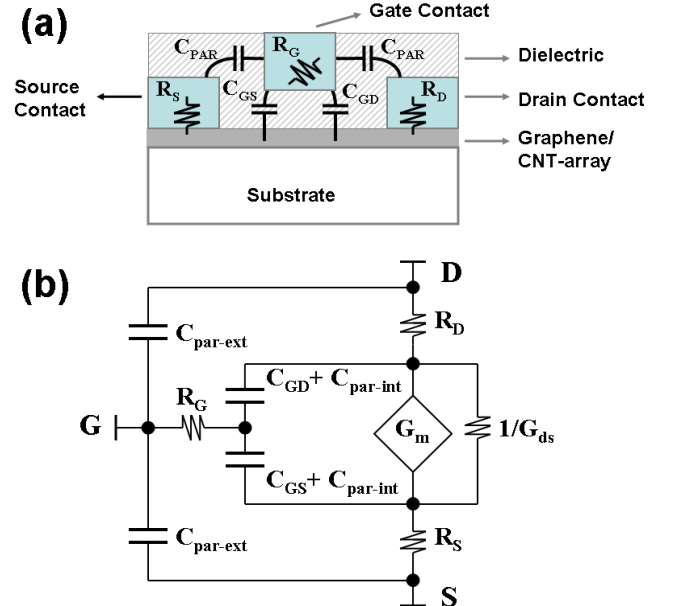 (a)
Gate Contact
C_PAR
R_G
C_PAR
Dielectric
Source
Contact
R_S
C_GS
C_GD
R_D
Drain Contact
Graphene/
CNT-array
Substrate
(b)
D
C_par-ext
R_D
C_GD+ C_par-int
R_G
G
G_m
1/G_ds
C_GS+ C_par-int
C_par-ext
R_S
S